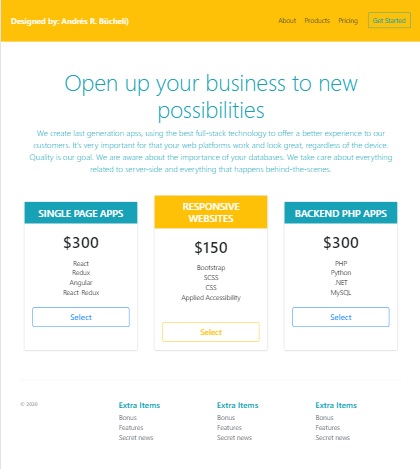 Designed by: Andrés R. Bücheli)
About Products Pricing Get Started
Open up your business to new
possibilities
We create last generation apss, using the best full-stack technology to offer a better experience to our
customers. It's very important for that your web platforms work and look great, regardless of the device.
Quality is our goal. We are aware about the importance of your databases. We take care about everything
related to server-side and everything that happens behind-the-scenes.
SINGLE PAGE APPS
$300
React
Redux
Angular
React Redux
Select
RESPONSIVE
WEBSITES
$150
Bootstrap
SCSS
CSS
Applied Accessibility
Select
BACKEND PHP APPS
$300
PHP
Python
.NET
MySQL
Select
© 2020
Extra Items
Bonus
Features
Secret news
Extra Items
Bonus
Features
Secret news
Extra Items
Bonus
Features
Secret news